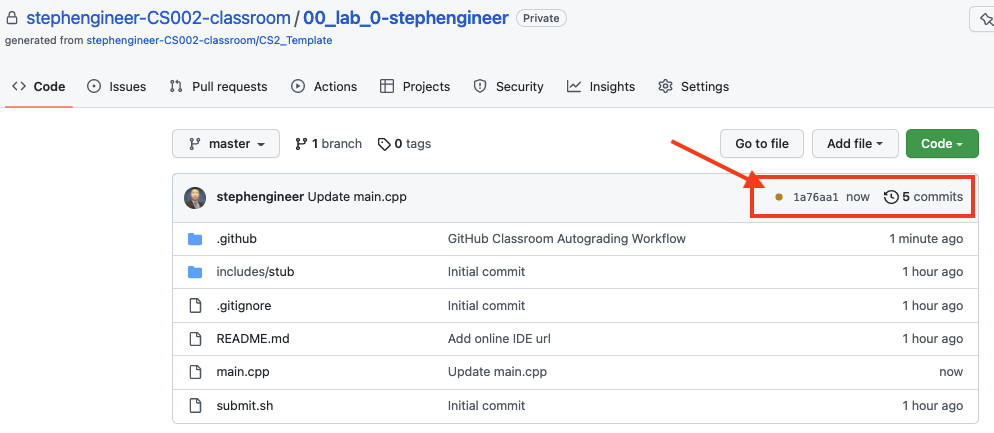 stephengineer-CS002-classroom / 00_lab_0-stephengineer Private
generated from stephengineer-CS002-classroom/CS2_Template
Code Issues Pull requests Actions Projects Security Insights Settings
master 1 branch 0 tags Go to file Add file Code
stephengineer Update main.cpp 1a76aa1 now 5 commits
.github GitHub Classroom Autograding Workflow 1 minute ago
includes/stub Initial commit 1 hour ago
.gitignore Initial commit 1 hour ago
README.md Add online IDE url 1 hour ago
main.cpp Update main.cpp now
submit.sh Initial commit 1 hour ago